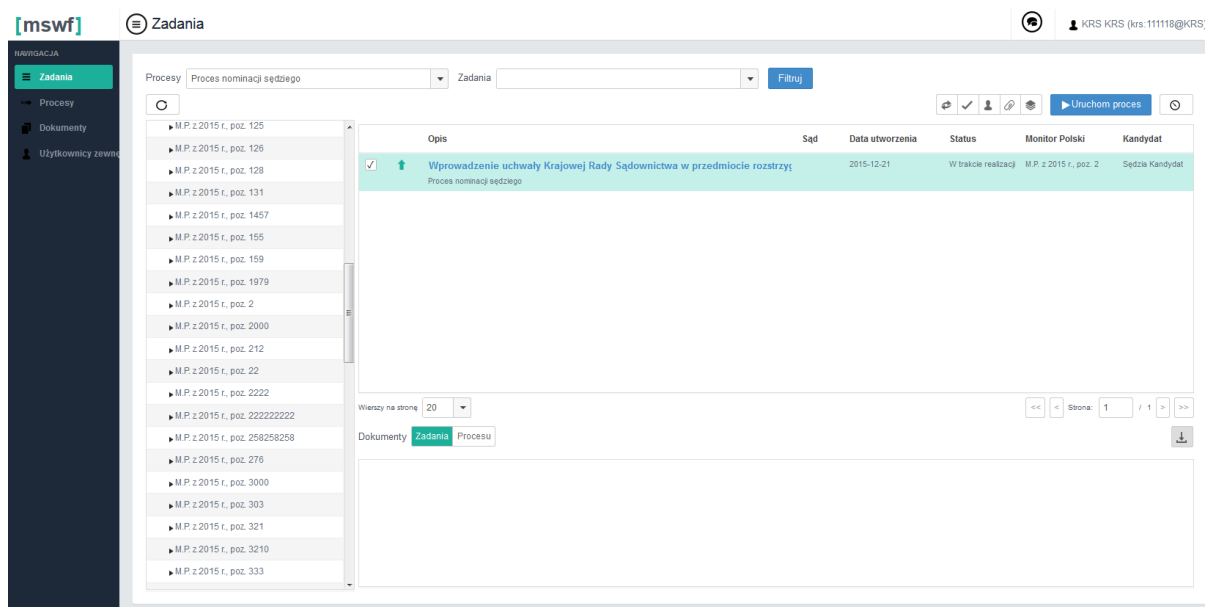 [mswf]
Zadania
KRS KRS (krs:111118@KRS)
NAWIGACJA
Zadania
Procesy
Dokumenty
Użytkownicy zewnę
Procesy Proces nominacji sędziego Zadania Filtruj
Uruchom proces
M.P. z 2015 r., poz. 125
M.P. z 2015 r., poz. 126
M.P. z 2015 r., poz. 128
M.P. z 2015 r., poz. 131
M.P. z 2015 r., poz. 1457
M.P. z 2015 r., poz. 155
M.P. z 2015 r., poz. 159
M.P. z 2015 r., poz. 1979
M.P. z 2015 r., poz. 2
M.P. z 2015 r., poz. 2000
M.P. z 2015 r., poz. 212
M.P. z 2015 r., poz. 22
M.P. z 2015 r., poz. 2222
M.P. z 2015 r., poz. 222222222
M.P. z 2015 r., poz. 258258258
M.P. z 2015 r., poz. 276
M.P. z 2015 r., poz. 3000
M.P. z 2015 r., poz. 303
M.P. z 2015 r., poz. 321
M.P. z 2015 r., poz. 3210
M.P. z 2015 r., poz. 333
Opis Sąd Data utworzenia Status Monitor Polski Kandydat
Wprowadzenie uchwały Krajowej Rady Sądownictwa w przedmiocie rozstrzyg 2015-12-21 W trakcie realizacji M.P. z 2015 r., poz. 2 Sędzia Kandydat
Proces nominacji sędziego
Wierszy na stronę 20 << < Strona: 1 / 1 > >>
Dokumenty Zadania Procesu